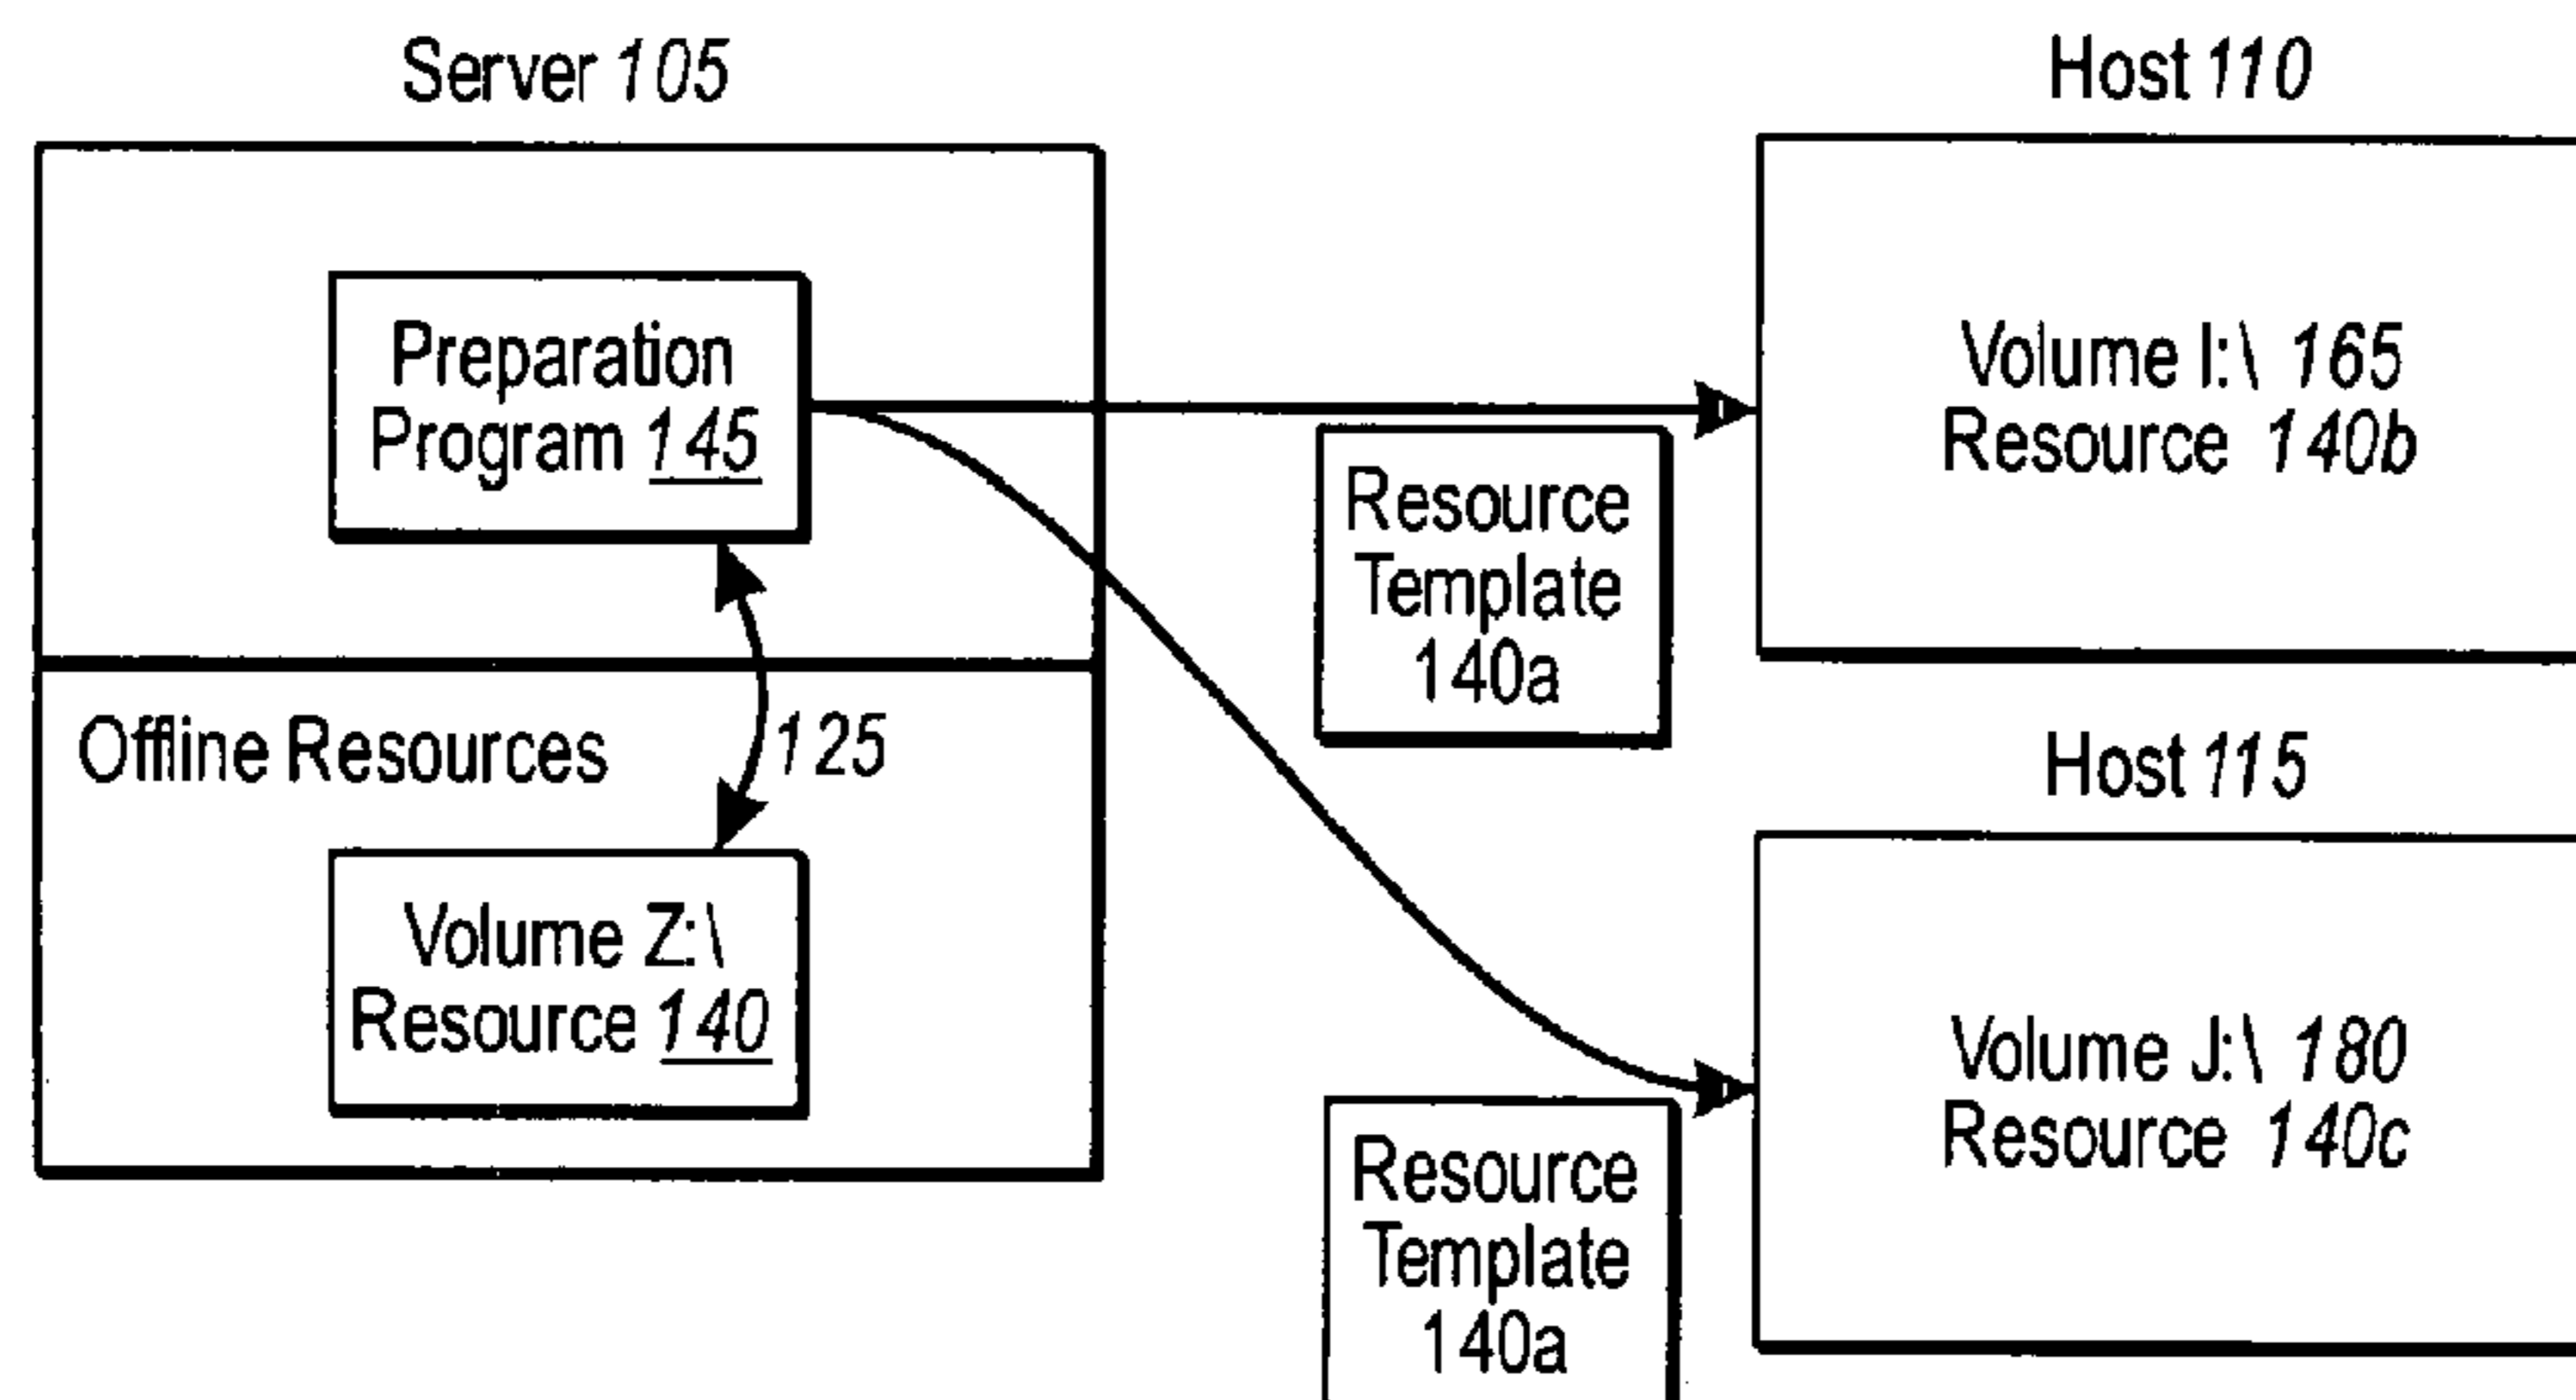 Server 105
Preparation
Program 145
Offline Resources
125
Volume Z:\
Resource 140
Resource
Template
140a
Resource
Template
140a
Host 110
Volume I:\ 165
Resource 140b
Host 115
Volume J:\ 180
Resource 140c